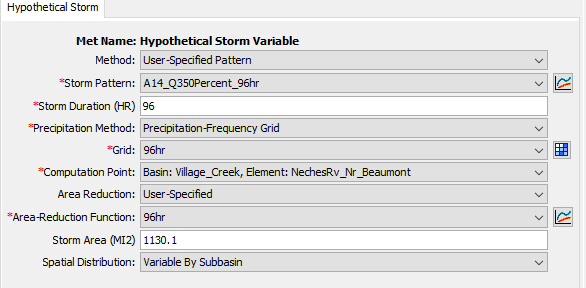 Hypothetical Storm
Met Name: Hypothetical Storm Variable
Method: User-Specified Pattern
*Storm Pattern: A14_Q350Percent_96hr
*Storm Duration (HR) 96
*Precipitation Method: Precipitation-Frequency Grid
*Grid: 96hr
*Computation Point: Basin: Village_Creek, Element: NechesRv_Nr_Beaumont
Area Reduction: User-Specified
*Area-Reduction Function: 96hr
Storm Area (MI2) 1130.1
Spatial Distribution: Variable By Subbasin